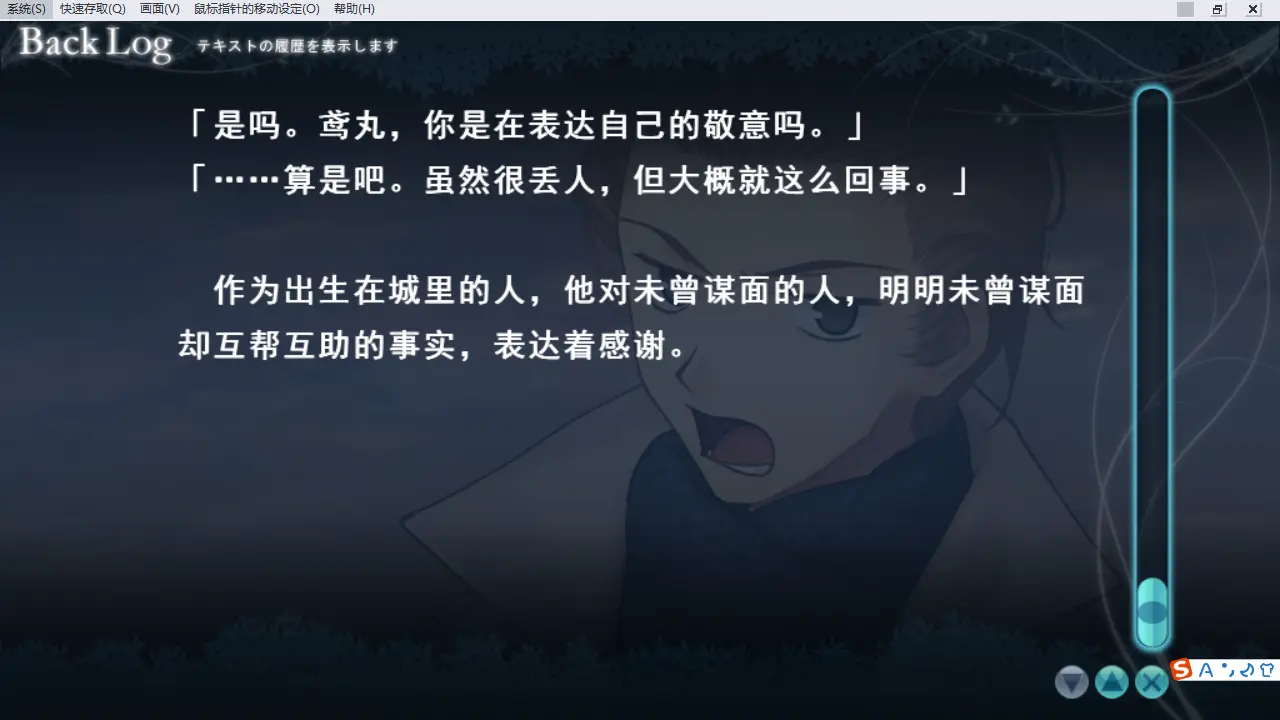 系统(S) 快速存取(Q) 画面(V) 鼠标指针的移动设定(O) 帮助(H)
Back Log テキストの履歴を表示します
「是吗。鸢丸，你是在表达自己的敬意吗。」
「……算是吧。虽然很丢人，但大概就这么回事。」
作为出生在城里的人，他对未曾谋面的人，明明未曾谋面
却互帮互助的事实，表达着感谢。
S A